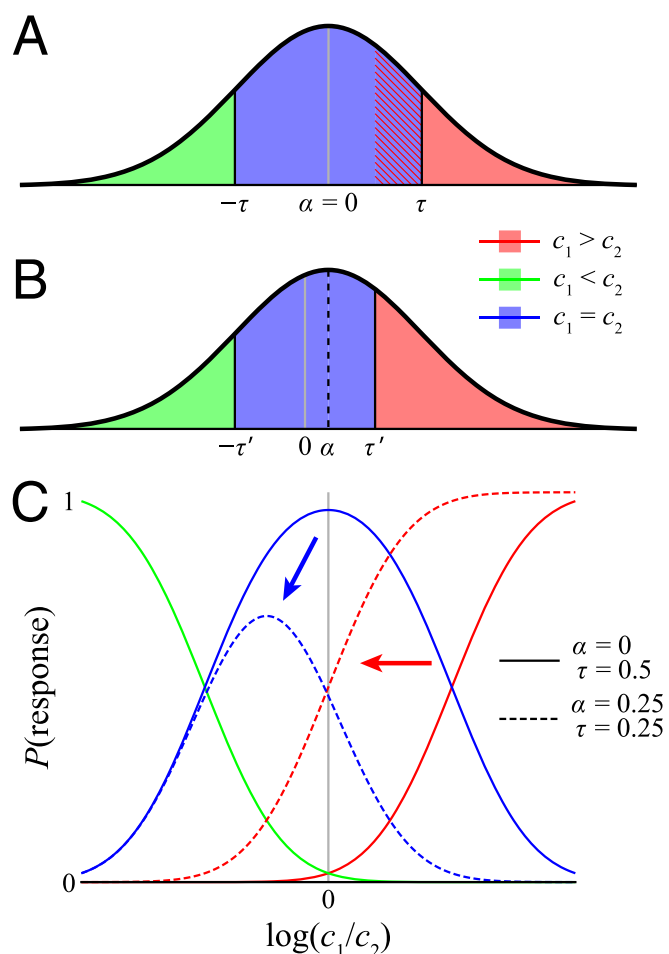 A
−τ α = 0 τ
c₁ > c₂
c₁ < c₂
c₁ = c₂
B
−τ′ 0 α τ′
C
1
P(response)
α = 0
τ = 0.5
α = 0.25
τ = 0.25
0
0
log(c₁/c₂)